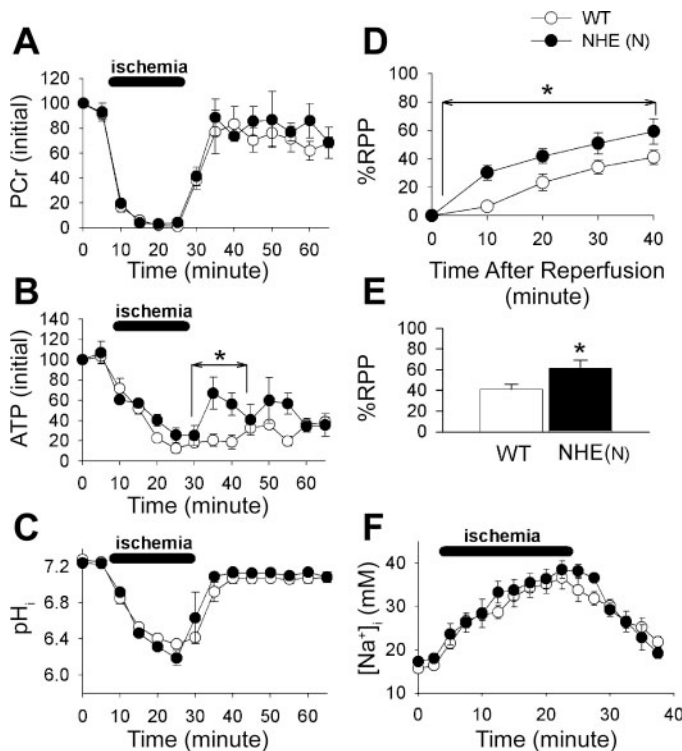 WT
NHE (N)
A
ischemia
120
100
80
60
40
20
0
PCr (initial)
0 10 20 30 40 50 60
Time (minute)
D
100
80
60
40
20
0
%RPP
*
0 10 20 30 40
Time After Reperfusion
(minute)
B
ischemia
140
120
100
80
60
40
20
0
ATP (initial)
*
0 10 20 30 40 50 60
Time (minute)
E
100
80
60
40
20
0
%RPP
*
WT NHE(N)
C
ischemia
7.2
6.8
6.4
6.0
pHi
0 10 20 30 40 50 60
Time (minute)
F
ischemia
40
30
20
10
[Na+]i (mM)
0 10 20 30 40
Time (minute)